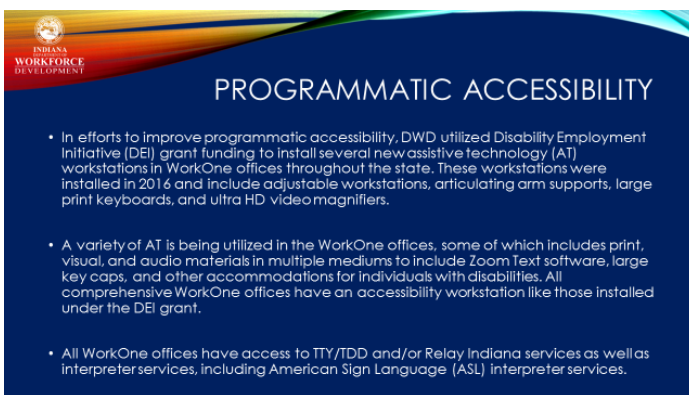 INDIANA
DEPARTMENT OF
WORKFORCE
DEVELOPMENT
PROGRAMMATIC ACCESSIBILITY
• In efforts to improve programmatic accessibility, DWD utilized Disability Employment
Initiative (DEI) grant funding to install several new assistive technology (AT)
workstations in WorkOne offices throughout the state. These workstations were
installed in 2016 and include adjustable workstations, articulating arm supports, large
print keyboards, and ultra HD video magnifiers.
• A variety of AT is being utilized in the WorkOne offices, some of which includes print,
visual, and audio materials in multiple mediums to include Zoom Text software, large
key caps, and other accommodations for individuals with disabilities. All
comprehensive WorkOne offices have an accessibility workstation like those installed
under the DEI grant.
• All WorkOne offices have access to TTY/TDD and/or Relay Indiana services as well as
interpreter services, including American Sign Language (ASL) interpreter services.